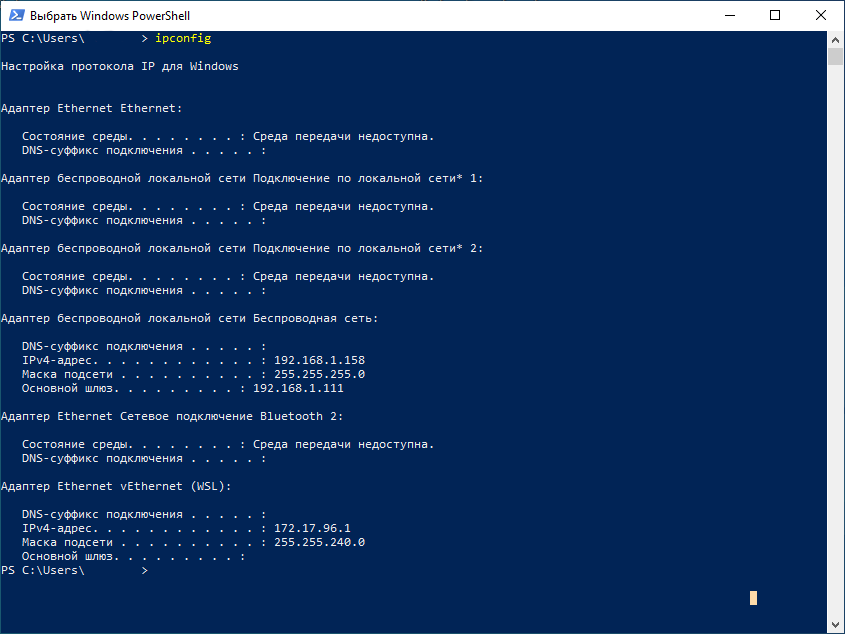 Выбрать Windows PowerShell
PS C:\Users\        > ipconfig
Настройка протокола IP для Windows
Адаптер Ethernet Ethernet:
   Состояние среды. . . . . . . . : Среда передачи недоступна.
   DNS-суффикс подключения . . . . . :
Адаптер беспроводной локальной сети Подключение по локальной сети* 1:
   Состояние среды. . . . . . . . : Среда передачи недоступна.
   DNS-суффикс подключения . . . . . :
Адаптер беспроводной локальной сети Подключение по локальной сети* 2:
   Состояние среды. . . . . . . . : Среда передачи недоступна.
   DNS-суффикс подключения . . . . . :
Адаптер беспроводной локальной сети Беспроводная сеть:
   DNS-суффикс подключения . . . . . :
   IPv4-адрес. . . . . . . . . . . . : 192.168.1.158
   Маска подсети . . . . . . . . . . : 255.255.255.0
   Основной шлюз. . . . . . . . . : 192.168.1.111
Адаптер Ethernet Сетевое подключение Bluetooth 2:
   Состояние среды. . . . . . . . : Среда передачи недоступна.
   DNS-суффикс подключения . . . . . :
Адаптер Ethernet vEthernet (WSL):
   DNS-суффикс подключения . . . . . :
   IPv4-адрес. . . . . . . . . . . . : 172.17.96.1
   Маска подсети . . . . . . . . . . : 255.255.240.0
   Основной шлюз. . . . . . . . . :
PS C:\Users\        >